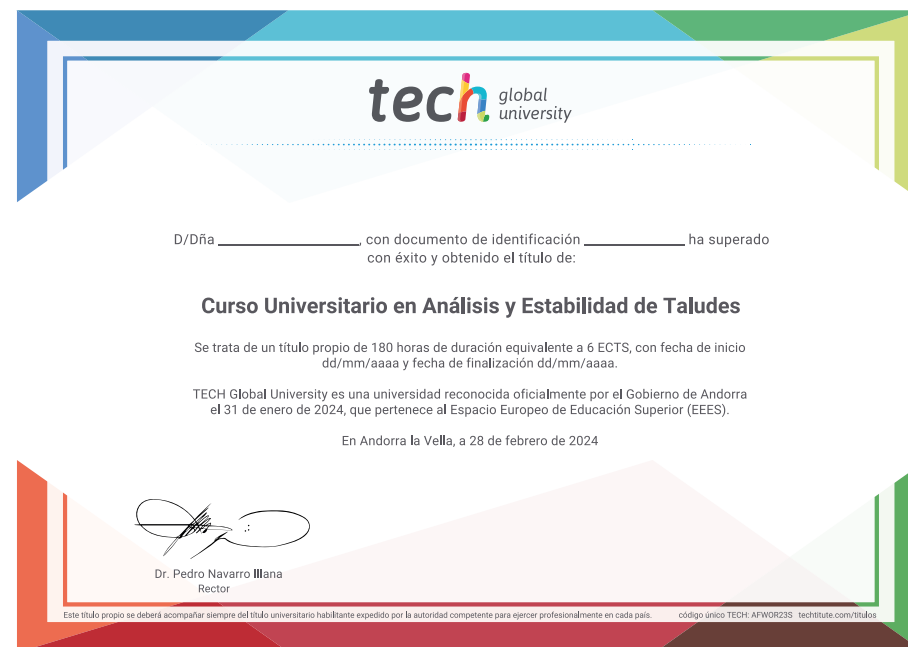 tech global university
D/Dña ____________________, con documento de identificación ______________ ha superado
con éxito y obtenido el título de:
Curso Universitario en Análisis y Estabilidad de Taludes
Se trata de un título propio de 180 horas de duración equivalente a 6 ECTS, con fecha de inicio
dd/mm/aaaa y fecha de finalización dd/mm/aaaa.
TECH Global University es una universidad reconocida oficialmente por el Gobierno de Andorra
el 31 de enero de 2024, que pertenece al Espacio Europeo de Educación Superior (EEES).
En Andorra la Vella, a 28 de febrero de 2024
Dr. Pedro Navarro Illana
Rector
Este título propio se deberá acompañar siempre del título universitario habilitante expedido por la autoridad competente para ejercer profesionalmente en cada país. código único TECH: AFWOR23S techtitute.com/titulos